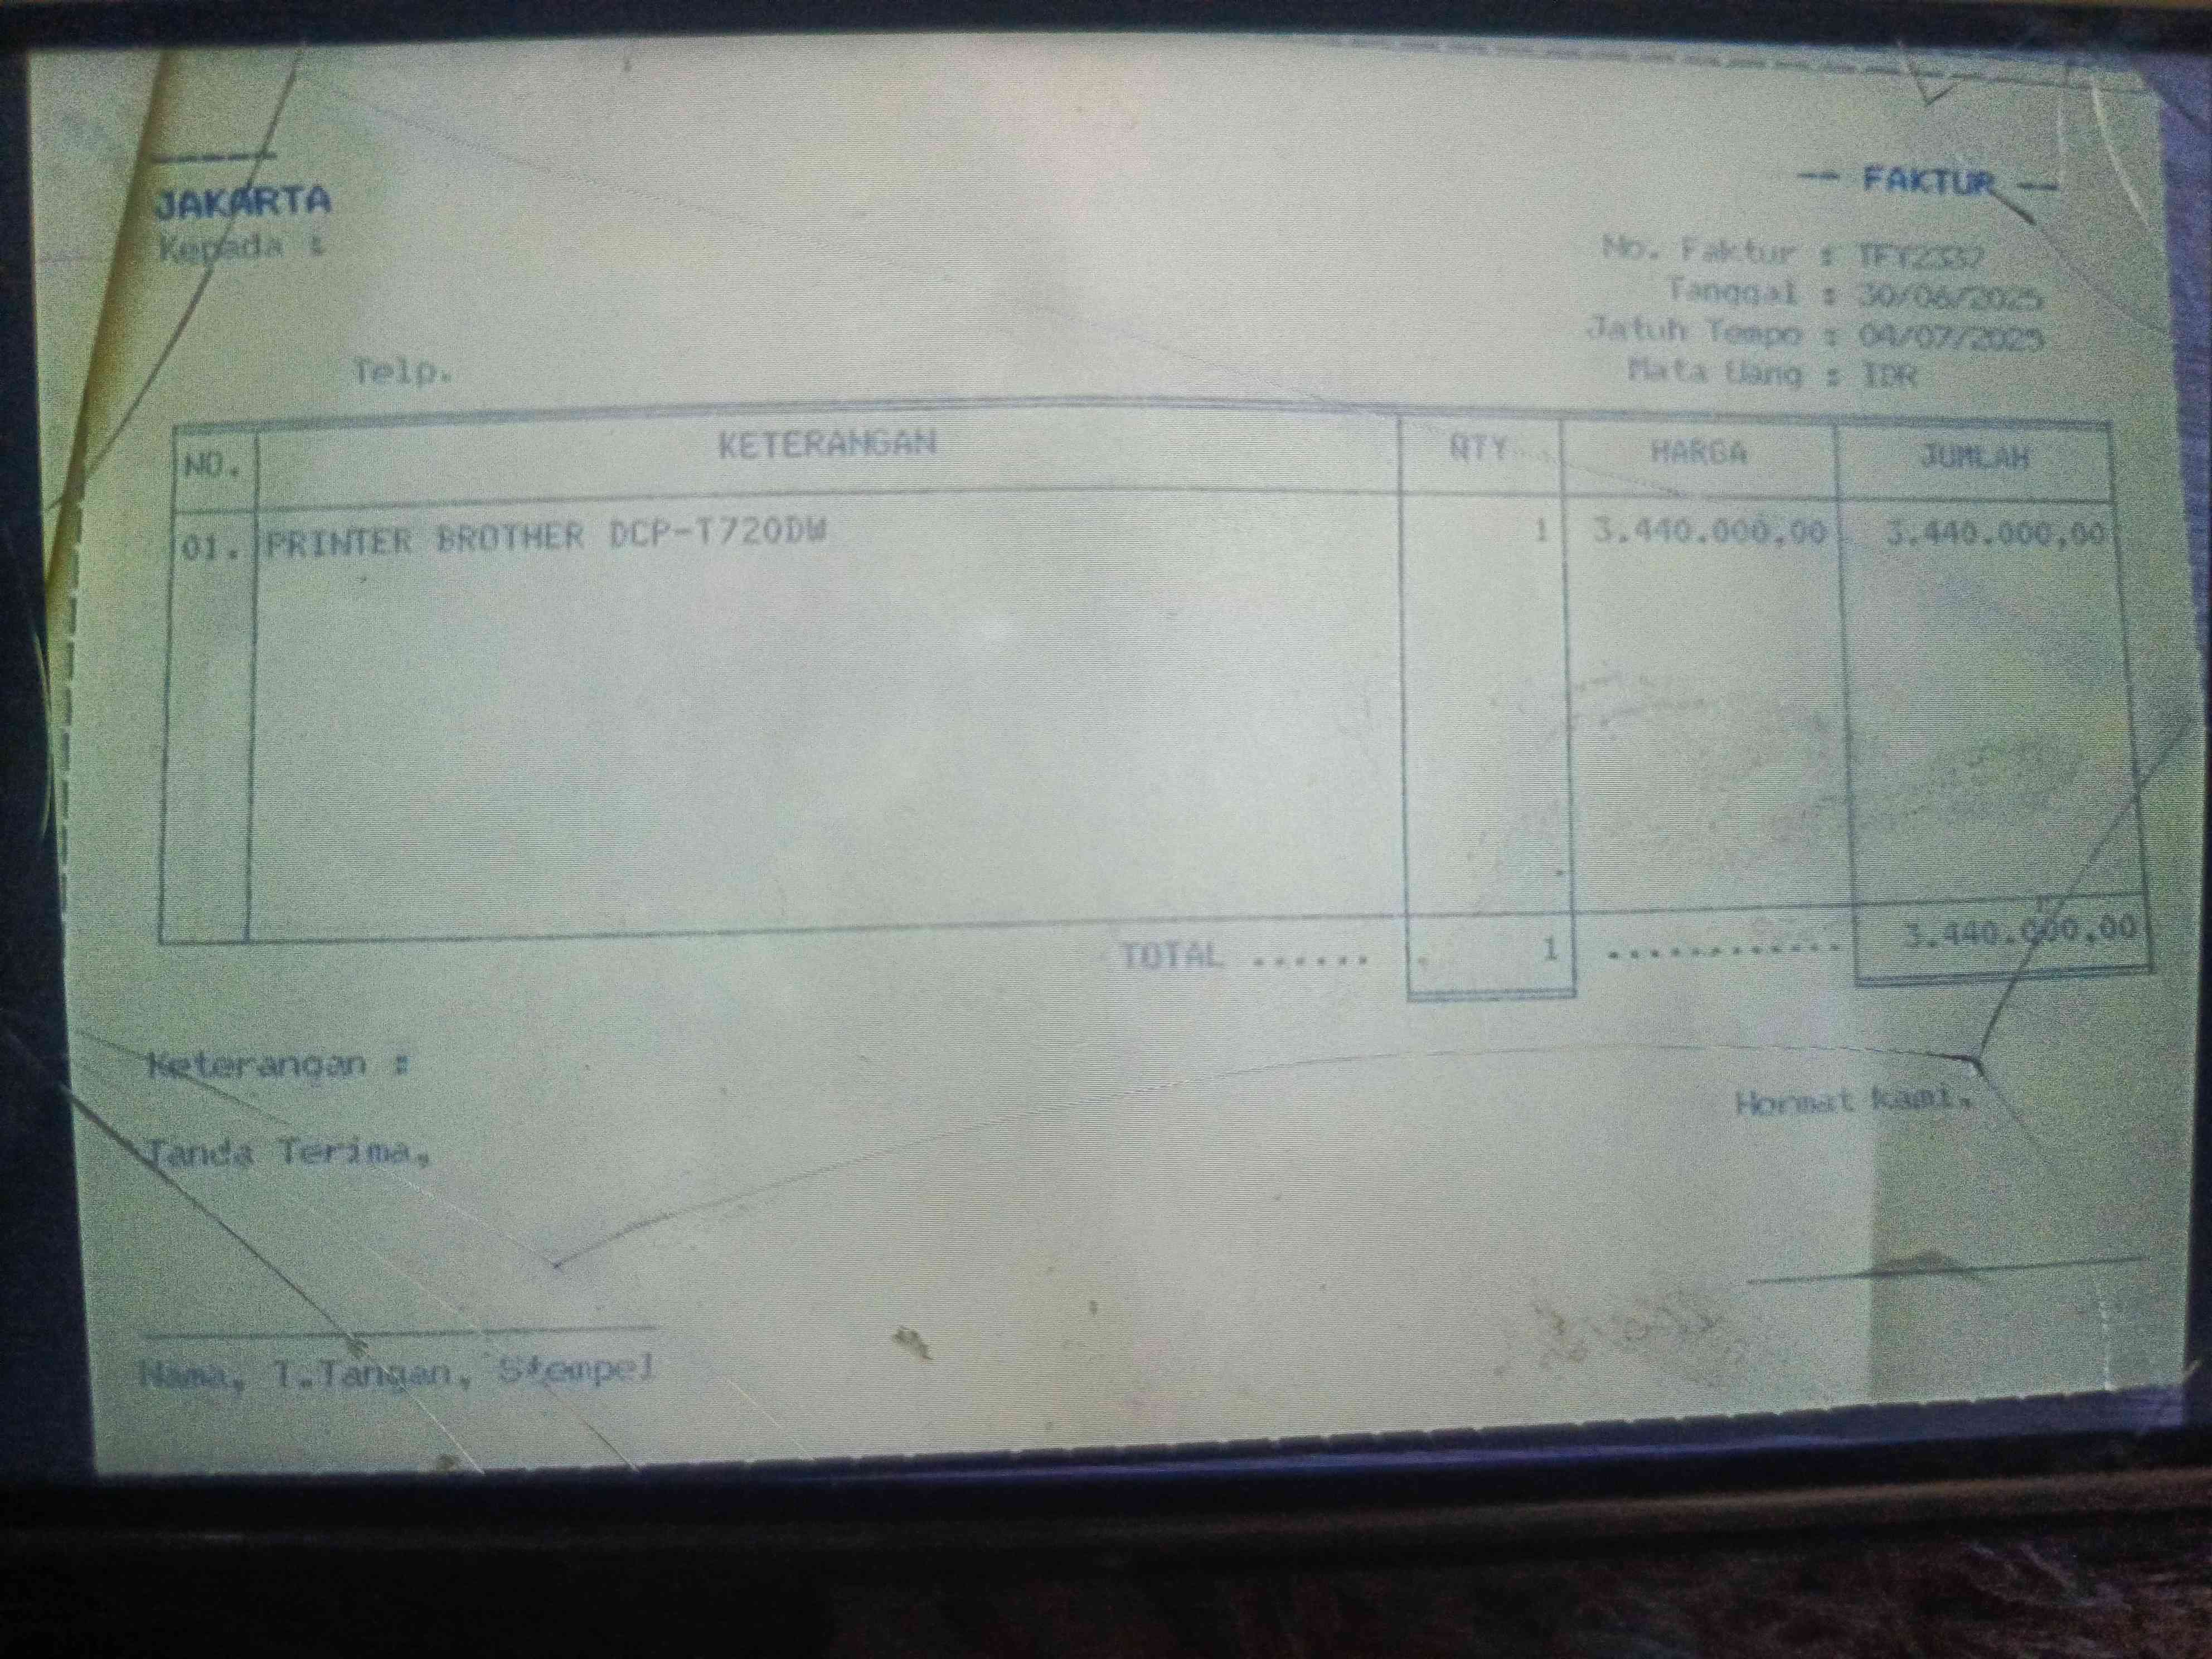 JAKARTA
-- FAKTUR --
Kepada :
No. Faktur :
Tanggal : 30/06/2025
Jatuh Tempo : 04/07/2025
Telp.
Mata Uang : IDR
NO. KETERANGAN QTY HARGA JUMLAH
01. PRINTER BROTHER DCP-T720DW 1 3.440.000,00 3.440.000,00
TOTAL ...... . 1 ............ 3.440.000,00
Keterangan :
Hormat kami,
Tanda Terima,
Nama, T.Tangan, Stempel